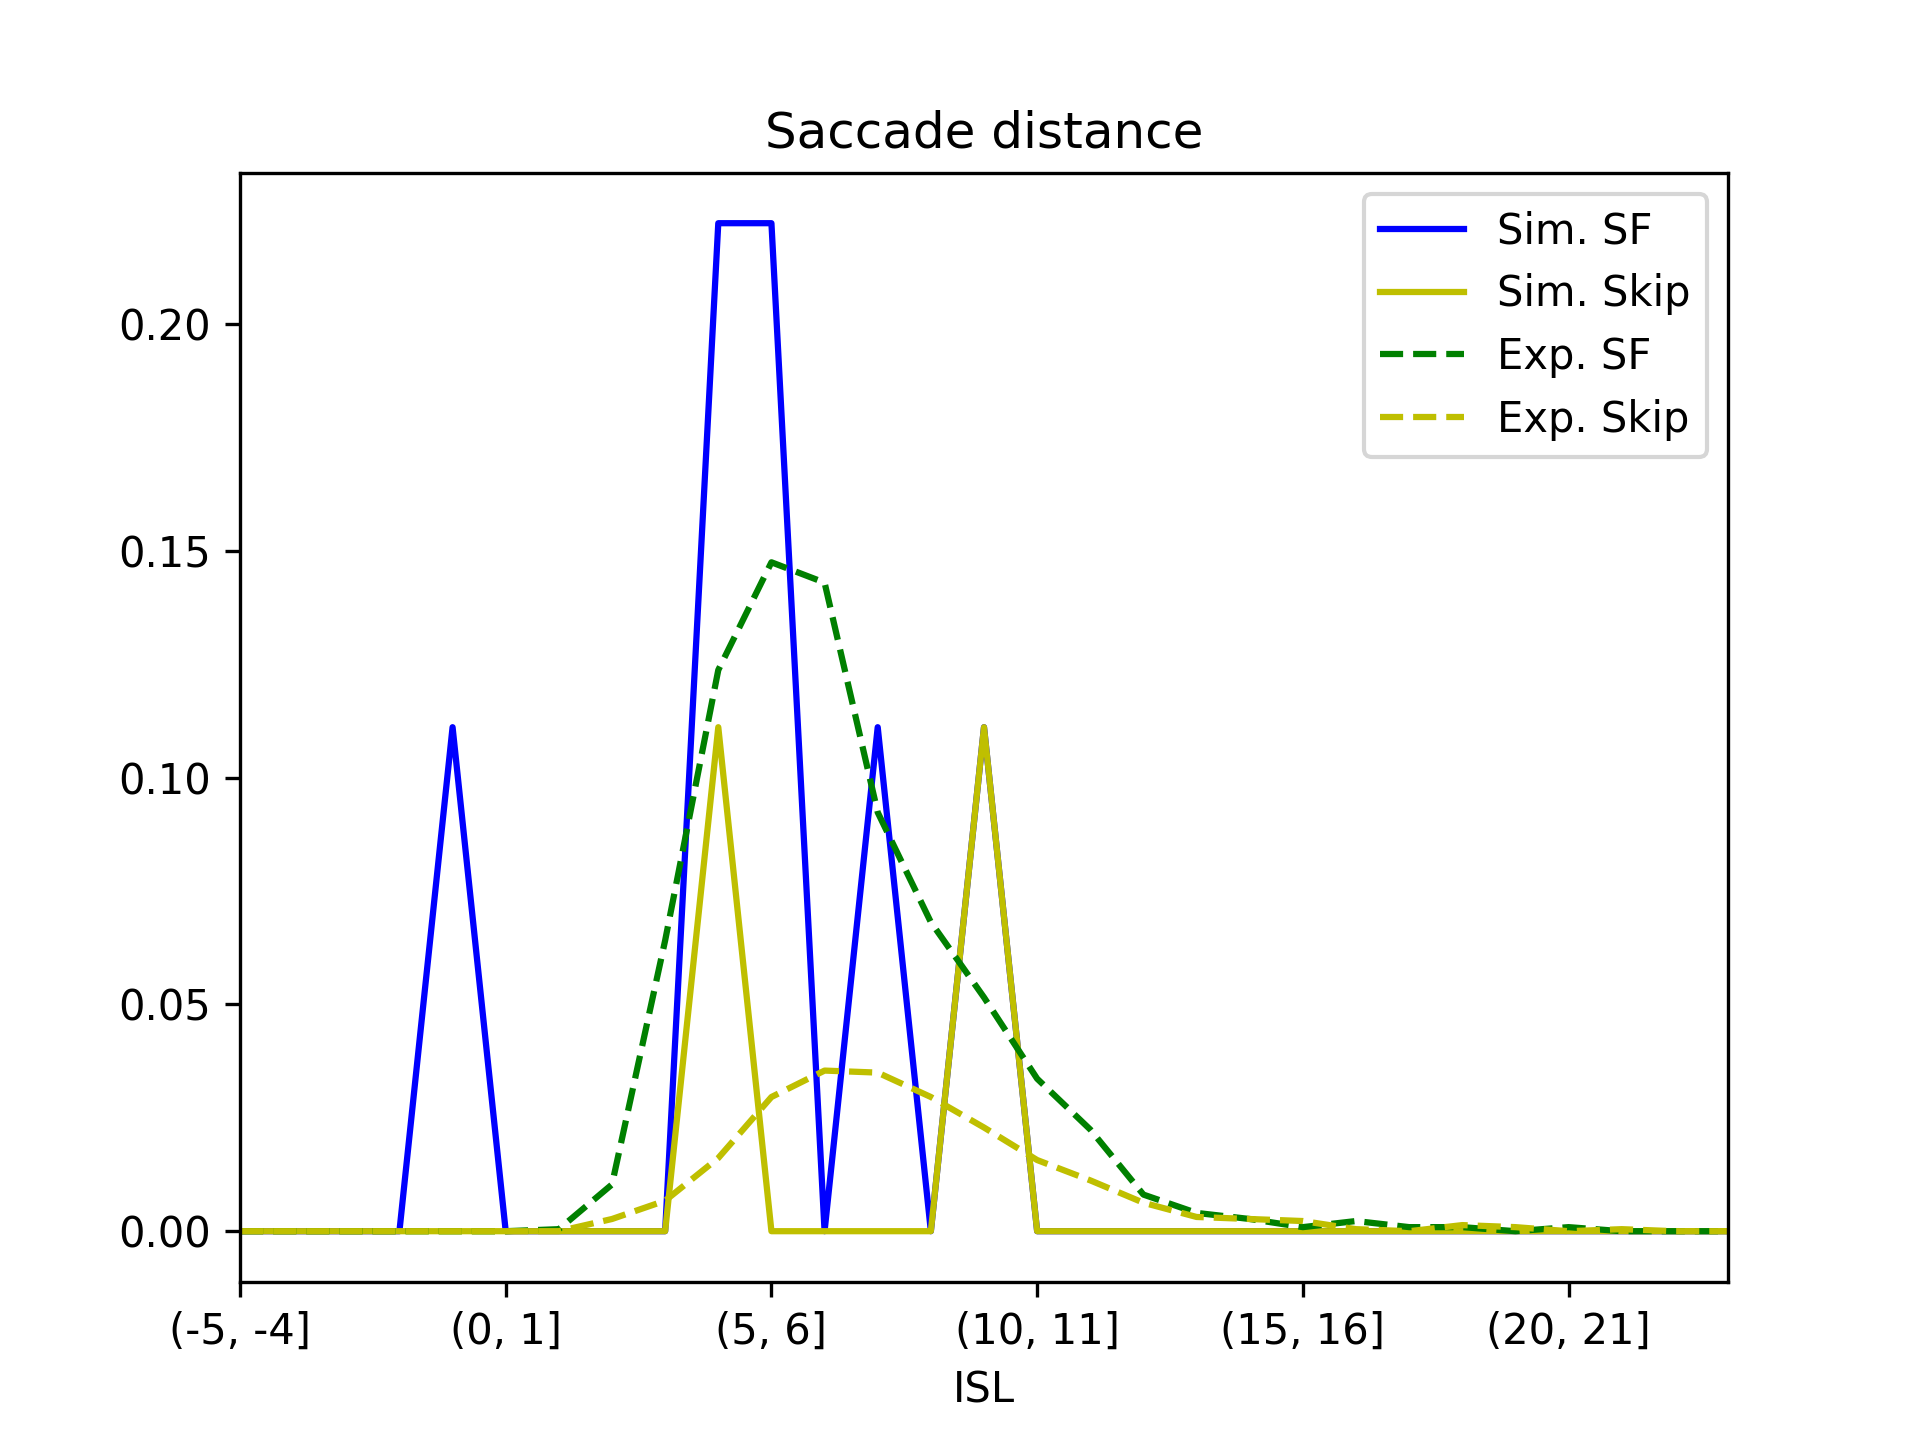 Saccade distance
Sim. SF
Sim. Skip
Exp. SF
Exp. Skip
0.20
0.15
0.10
0.05
0.00
(-5, -4] (0, 1] (5, 6] (10, 11] (15, 16] (20, 21]
ISL